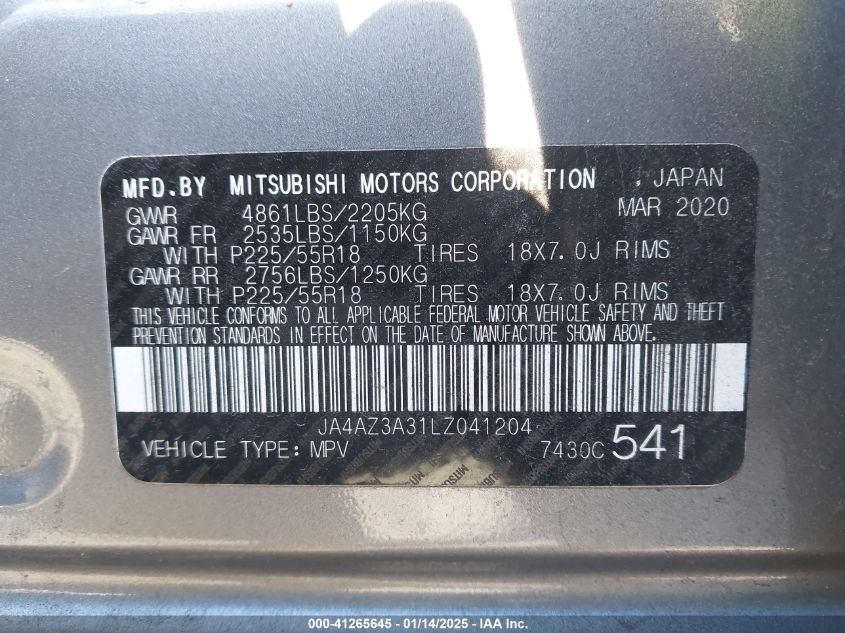 MFD.BY MITSUBISHI MOTORS CORPORATION , JAPAN
GVWR 4861LBS/2205KG MAR 2020
GAWR FR 2535LBS/1150KG
WITH P225/55R18 TIRES 18X7.0J RIMS
GAWR RR 2756LBS/1250KG
WITH P225/55R18 TIRES 18X7.0J RIMS
THIS VEHICLE CONFORMS TO ALL APPLICABLE FEDERAL MOTOR VEHICLE SAFETY AND THEFT
PREVENTION STANDARDS IN EFFECT ON THE DATE OF MANUFACTURE SHOWN ABOVE.
JA4AZ3A31LZ041204
VEHICLE TYPE: MPV 7430C 541
000-41265645 - 01/14/2025 - IAAI.COM